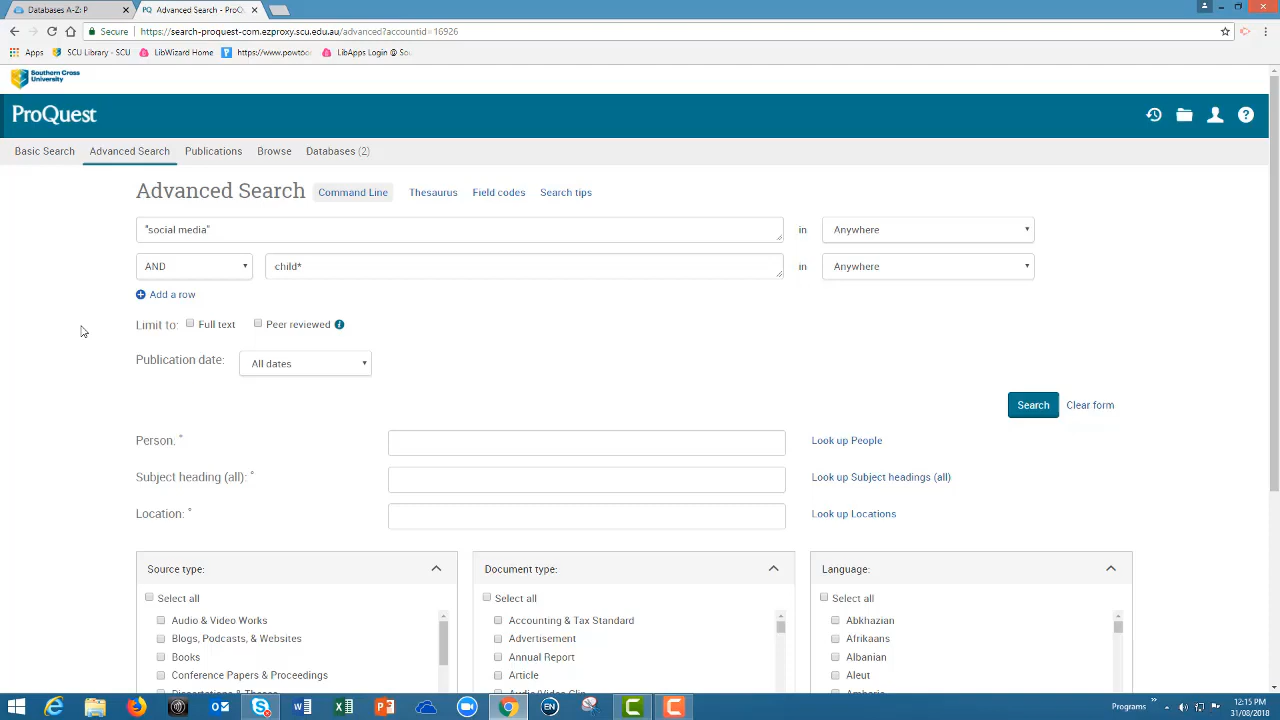 Databases A-Z: P
PQ Advanced Search - ProQ
Secure https://search-proquest-com.ezproxy.scu.edu.au/advanced?accountid=16926
Apps SCU Library - SCU LibWizard Home https://www.powtoo LibApps Login @ So
Southern Cross
University
ProQuest
Basic Search Advanced Search Publications Browse Databases (2)
Advanced Search Command Line Thesaurus Field codes Search tips
"social media" in Anywhere
AND child* in Anywhere
Add a row
Limit to: Full text Peer reviewed
Publication date: All dates
Search Clear form
Person: * Look up People
Subject heading (all): * Look up Subject headings (all)
Location: * Look up Locations
Source type: Document type: Language:
Select all Select all Select all
Audio & Video Works Accounting & Tax Standard Abkhazian
Blogs, Podcasts, & Websites Advertisement Afrikaans
Books Annual Report Albanian
Conference Papers & Proceedings Article Aleut
Dissertations & Theses Audio/Video Clip Amharic
Programs 12:15 PM
31/08/2018